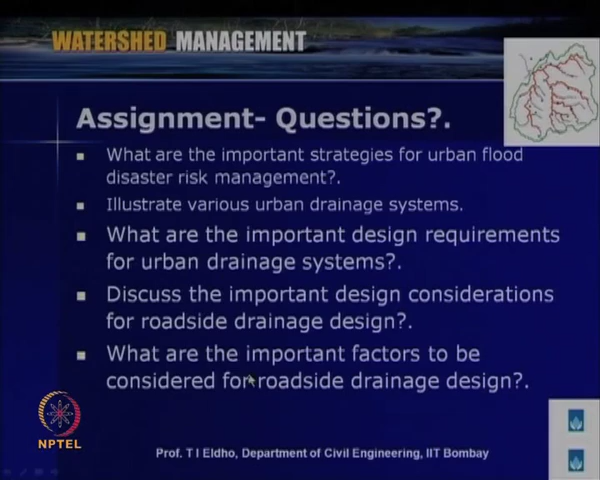 WATERSHED MANAGEMENT
Assignment- Questions?.
What are the important strategies for urban flood
disaster risk management?.
Illustrate various urban drainage systems.
What are the important design requirements
for urban drainage systems?.
Discuss the important design considerations
for roadside drainage design?.
What are the important factors to be
considered for roadside drainage design?.
NPTEL
Prof. T I Eldho, Department of Civil Engineering, IIT Bombay